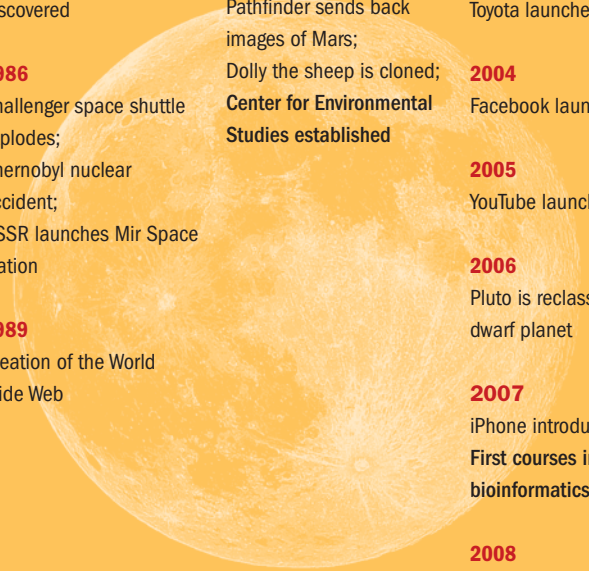 scovered
986
hallenger space shuttle
plodes;
hernobyl nuclear
ccident;
SSR launches Mir Space
ation
989
eation of the World
ide Web
Pathfinder sends back
images of Mars;
Dolly the sheep is cloned;
Center for Environmental
Studies established
Toyota launche
2004
Facebook laun
2005
YouTube launch
2006
Pluto is reclass
dwarf planet
2007
iPhone introdu
First courses i
bioinformatics
2008